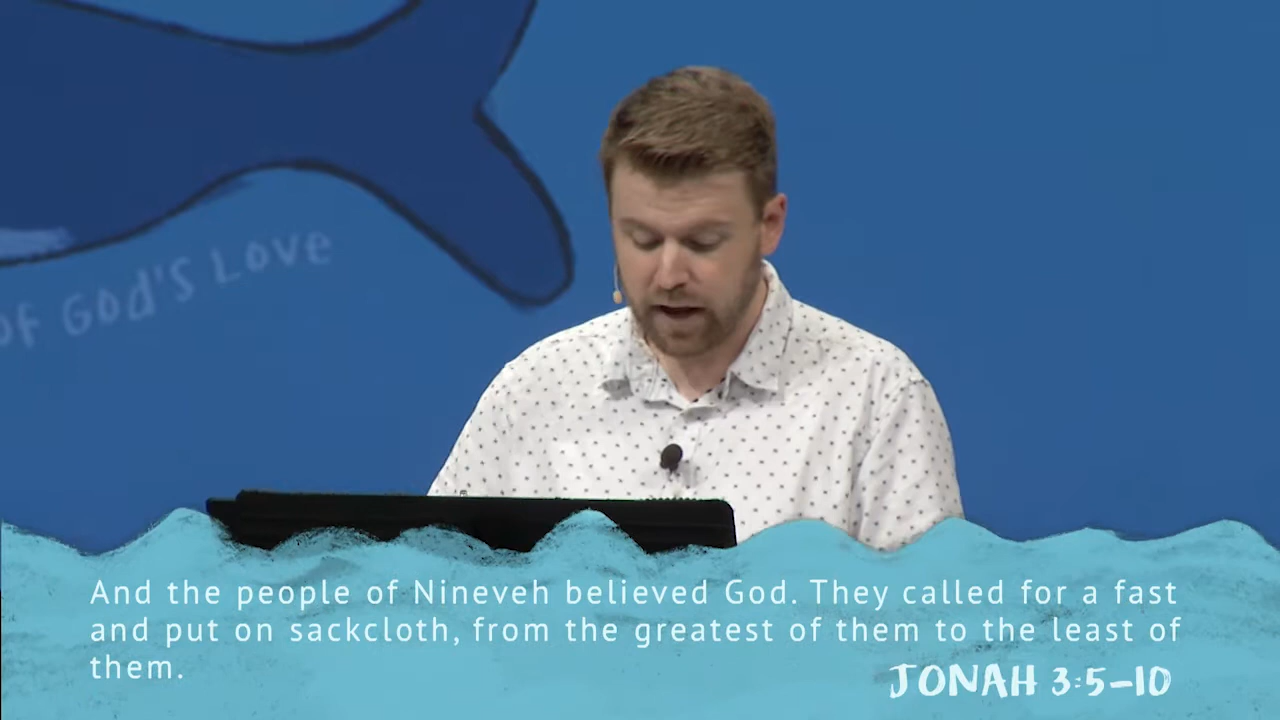 OF GOD'S LOVE
And the people of Nineveh believed God. They called for a fast
and put on sackcloth, from the greatest of them to the least of
them.
JONAH 3:5-10